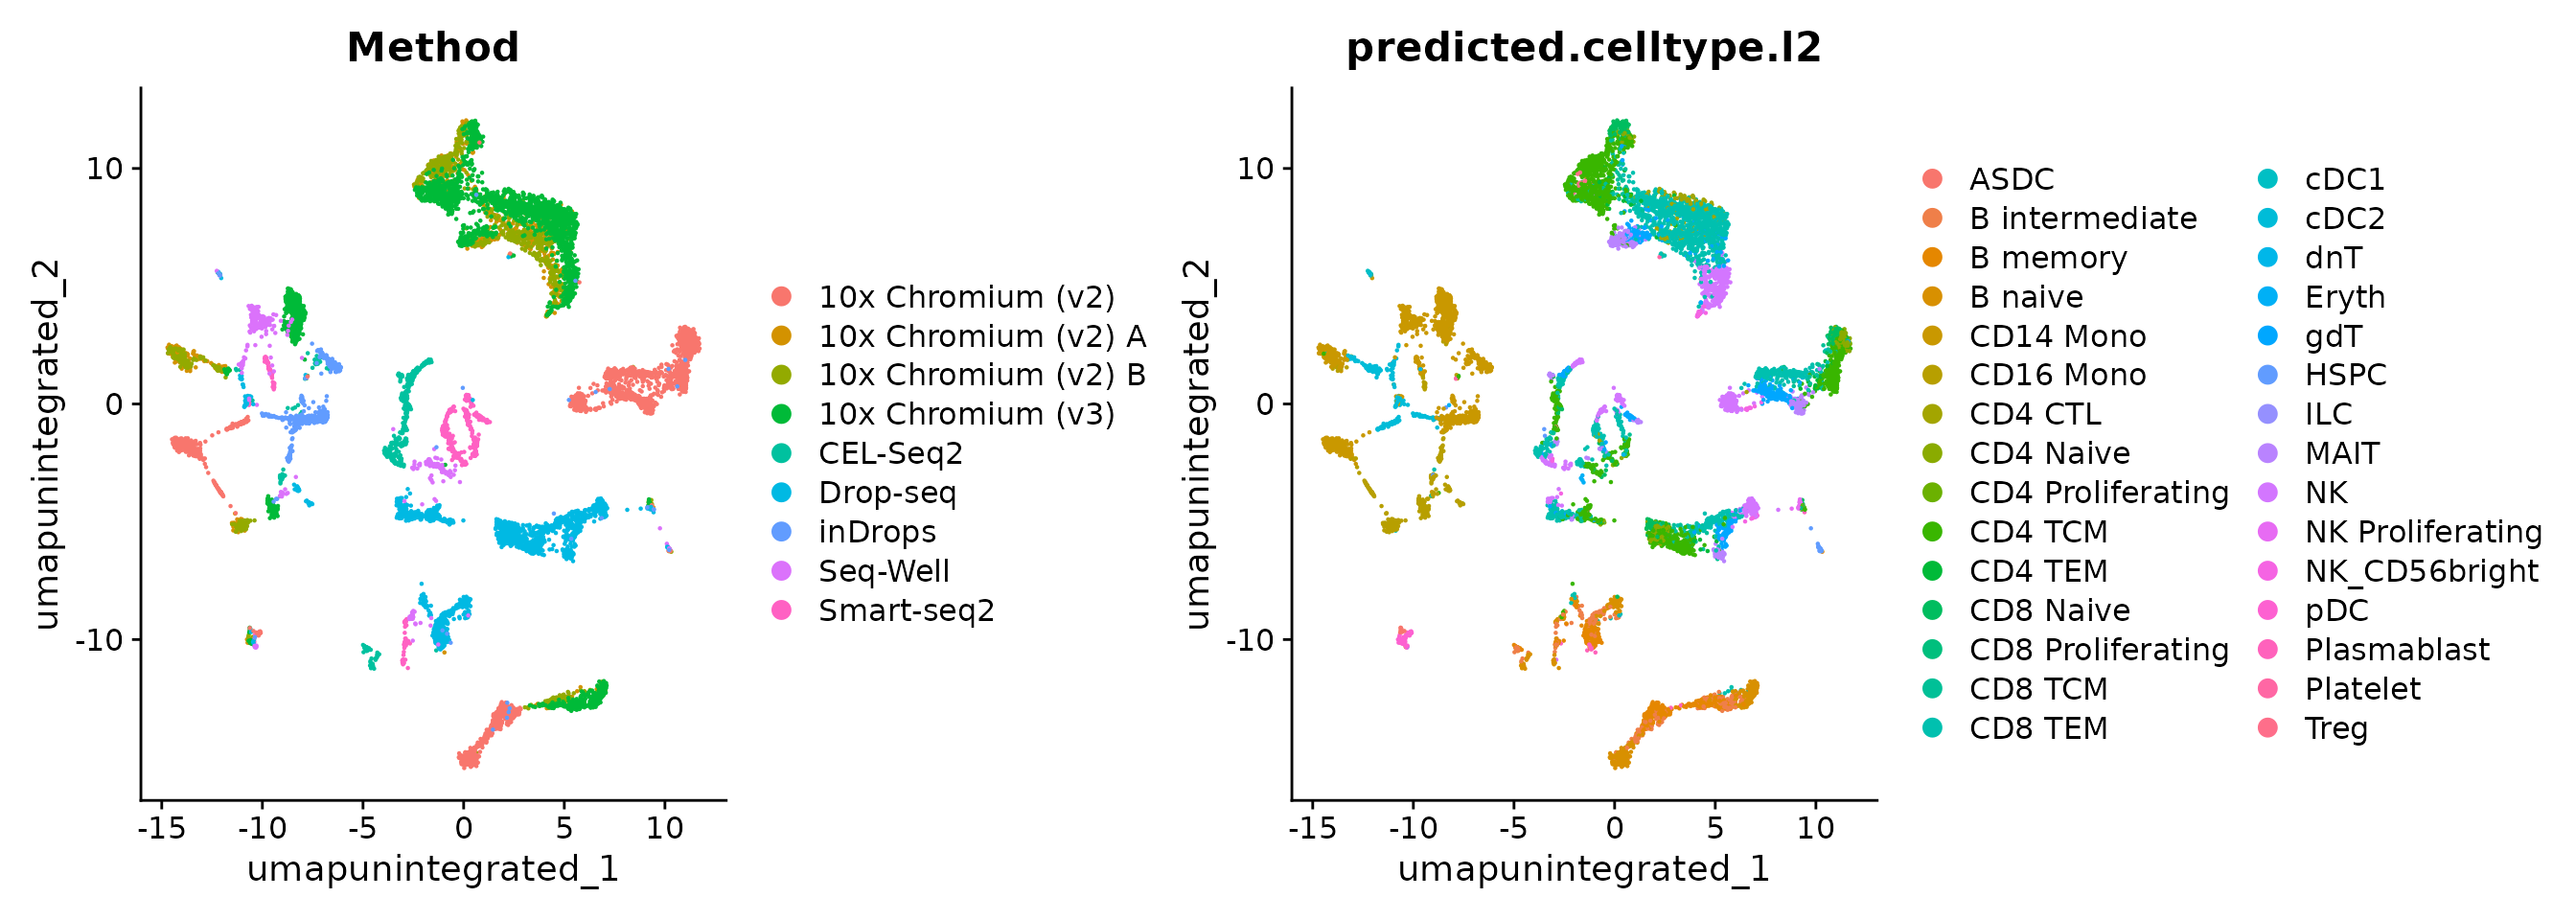 Method
umapunintegrated_2
10
0
-10
-15 -10 -5 0 5 10
umapunintegrated_1
10x Chromium (v2)
10x Chromium (v2) A
10x Chromium (v2) B
10x Chromium (v3)
CEL-Seq2
Drop-seq
inDrops
Seq-Well
Smart-seq2
predicted.celltype.l2
umapunintegrated_2
10
0
-10
-15 -10 -5 0 5 10
umapunintegrated_1
ASDC
B intermediate
B memory
B naive
CD14 Mono
CD16 Mono
CD4 CTL
CD4 Naive
CD4 Proliferating
CD4 TCM
CD4 TEM
CD8 Naive
CD8 Proliferating
CD8 TCM
CD8 TEM
cDC1
cDC2
dnT
Eryth
gdT
HSPC
ILC
MAIT
NK
NK Proliferating
NK_CD56bright
pDC
Plasmablast
Platelet
Treg